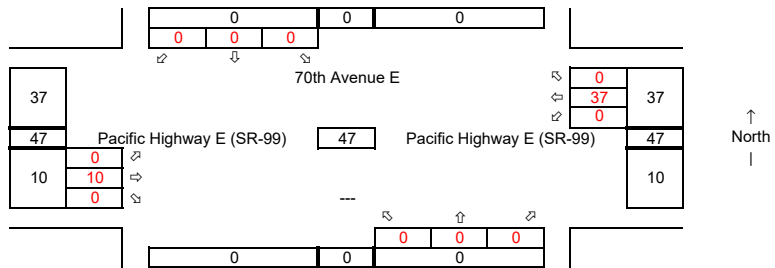 0 0 0
0 0 0
⬃ ⇩ ⬂
70th Avenue E
⬁ 0
37 ⇦ 37 37
⬃ 0
47 Pacific Highway E (SR-99) 47 Pacific Highway E (SR-99) 47
↑
North
|
0 ⬀
10 10 ⇨ 10
0 ⬂
---
⬁ ⇧ ⬀
0 0 0
0 0 0